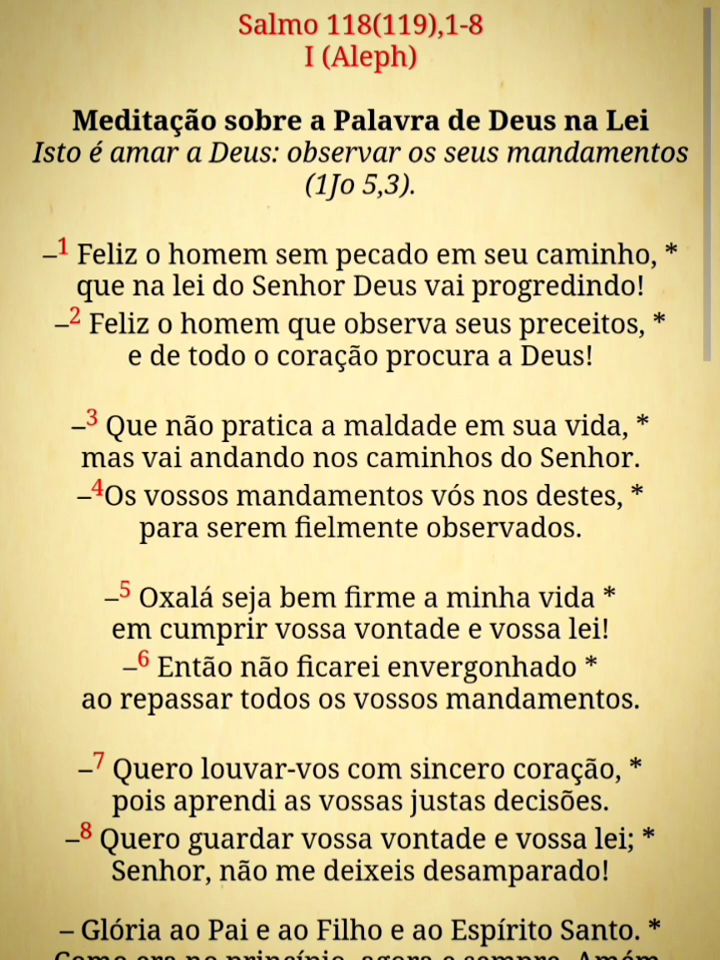 Salmo 118(119),1-8
I (Aleph)
Meditação sobre a Palavra de Deus na Lei
Isto é amar a Deus: observar os seus mandamentos
(1Jo 5,3).
–1 Feliz o homem sem pecado em seu caminho, *
que na lei do Senhor Deus vai progredindo!
–2 Feliz o homem que observa seus preceitos, *
e de todo o coração procura a Deus!
–3 Que não pratica a maldade em sua vida, *
mas vai andando nos caminhos do Senhor.
–4Os vossos mandamentos vós nos destes, *
para serem fielmente observados.
–5 Oxalá seja bem firme a minha vida *
em cumprir vossa vontade e vossa lei!
–6 Então não ficarei envergonhado *
ao repassar todos os vossos mandamentos.
–7 Quero louvar-vos com sincero coração, *
pois aprendi as vossas justas decisões.
–8 Quero guardar vossa vontade e vossa lei; *
Senhor, não me deixeis desamparado!
– Glória ao Pai e ao Filho e ao Espírito Santo. *
Como era no princípio, agora e sempre. Amém.